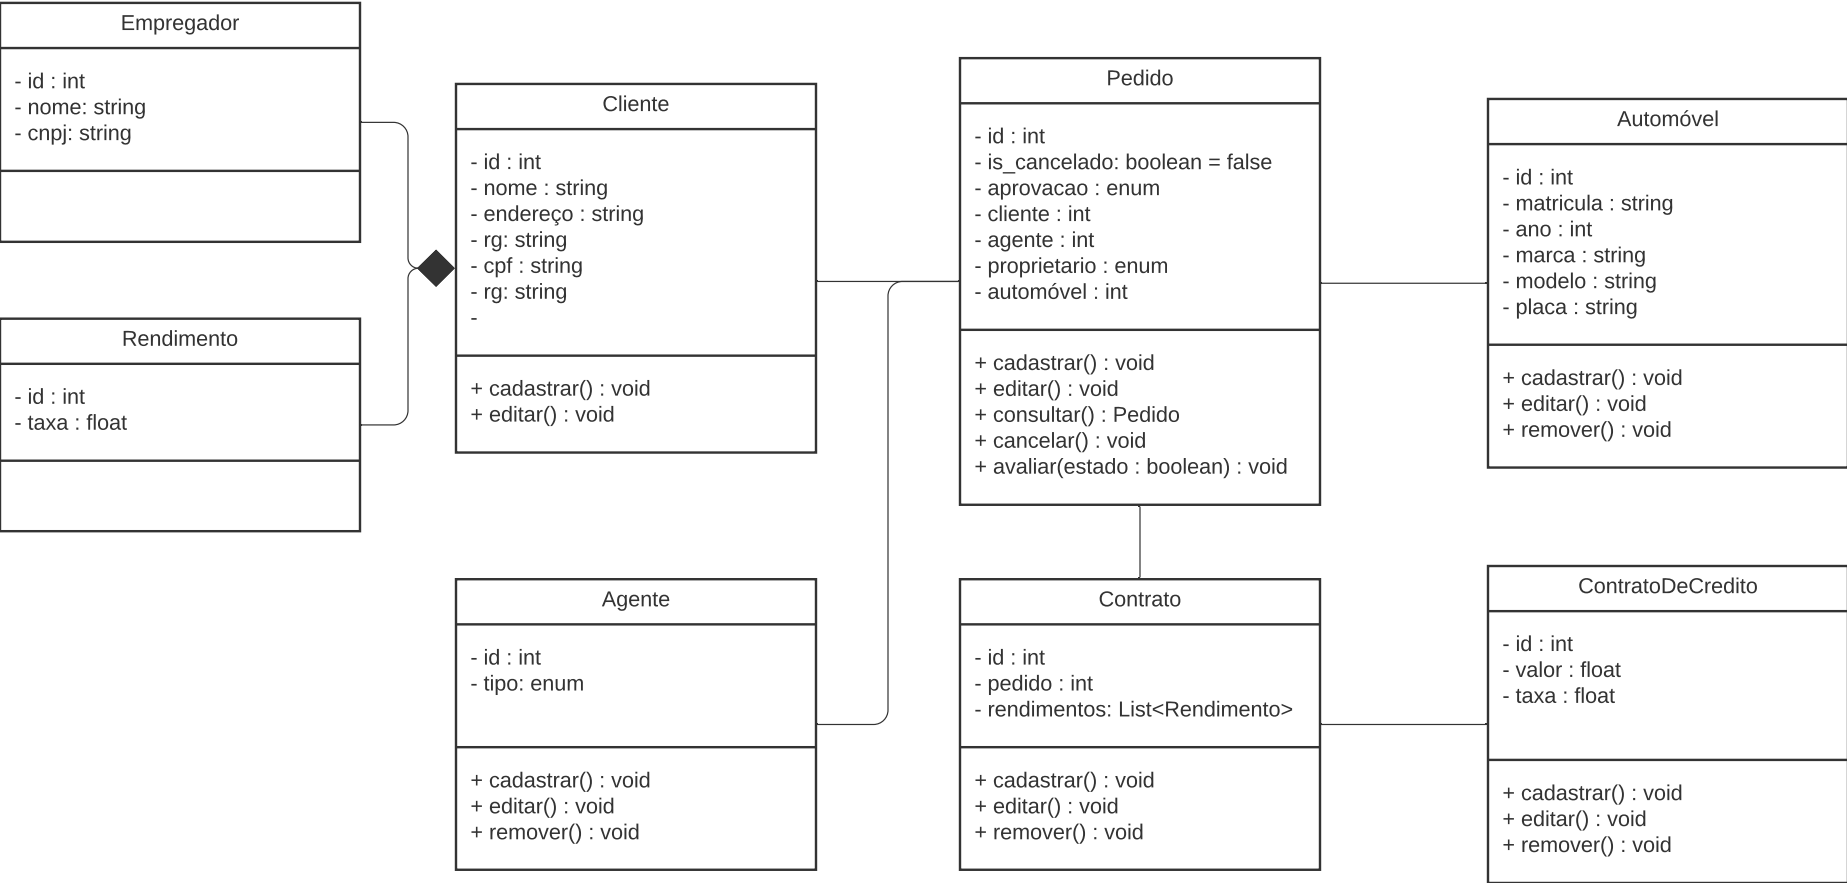 Empregador
- id : int
- nome: string
- cnpj: string
Rendimento
- id : int
- taxa : float
Cliente
- id : int
- nome : string
- endereço : string
- rg: string
- cpf : string
- rg: string
-
+ cadastrar() : void
+ editar() : void
Agente
- id : int
- tipo: enum
+ cadastrar() : void
+ editar() : void
+ remover() : void
Pedido
- id : int
- is_cancelado: boolean = false
- aprovacao : enum
- cliente : int
- agente : int
- proprietario : enum
- automóvel : int
+ cadastrar() : void
+ editar() : void
+ consultar() : Pedido
+ cancelar() : void
+ avaliar(estado : boolean) : void
Contrato
- id : int
- pedido : int
- rendimentos: List<Rendimento>
+ cadastrar() : void
+ editar() : void
+ remover() : void
Automóvel
- id : int
- matricula : string
- ano : int
- marca : string
- modelo : string
- placa : string
+ cadastrar() : void
+ editar() : void
+ remover() : void
ContratoDeCredito
- id : int
- valor : float
- taxa : float
+ cadastrar() : void
+ editar() : void
+ remover() : void